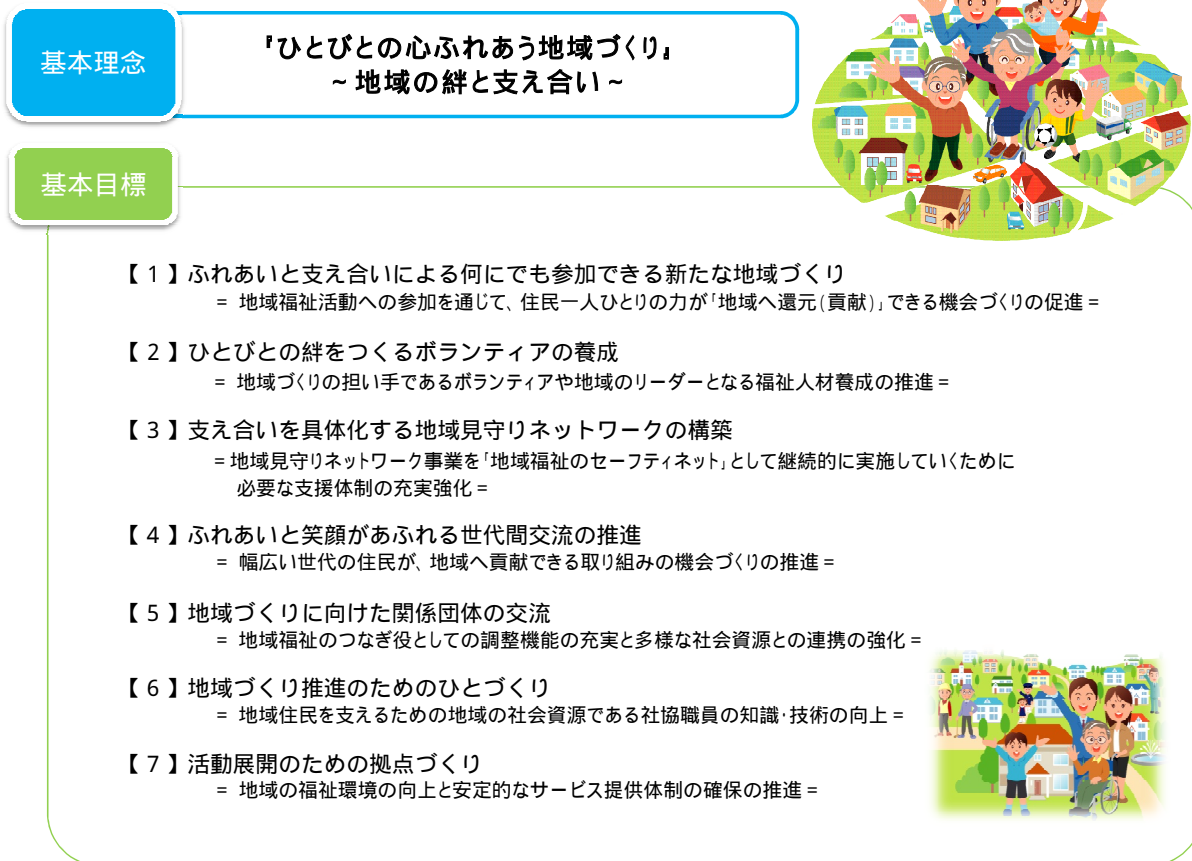 基本理念
『ひとびとの心ふれあう地域づくり』
~地域の絆と支え合い~
基本目標
【1】ふれあいと支え合いによる何にでも参加できる新たな地域づくり
= 地域福祉活動への参加を通じて、住民一人ひとりの力が「地域へ還元(貢献)」できる機会づくりの促進=
【2】ひとびとの絆をつくるボランティアの養成
= 地域づくりの担い手であるボランティアや地域のリーダーとなる福祉人材養成の推進=
【3】支え合いを具体化する地域見守りネットワークの構築
=地域見守りネットワーク事業を「地域福祉のセーフティネット」として継続的に実施していくために
必要な支援体制の充実強化=
【4】ふれあいと笑顔があふれる世代間交流の推進
= 幅広い世代の住民が、地域へ貢献できる取り組みの機会づくりの推進=
【5】地域づくりに向けた関係団体の交流
= 地域福祉のつなぎ役としての調整機能の充実と多様な社会資源との連携の強化=
【6】地域づくり推進のためのひとづくり
= 地域住民を支えるための地域の社会資源である社協職員の知識・技術の向上=
【7】活動展開のための拠点づくり
= 地域の福祉環境の向上と安定的なサービス提供体制の確保の推進=